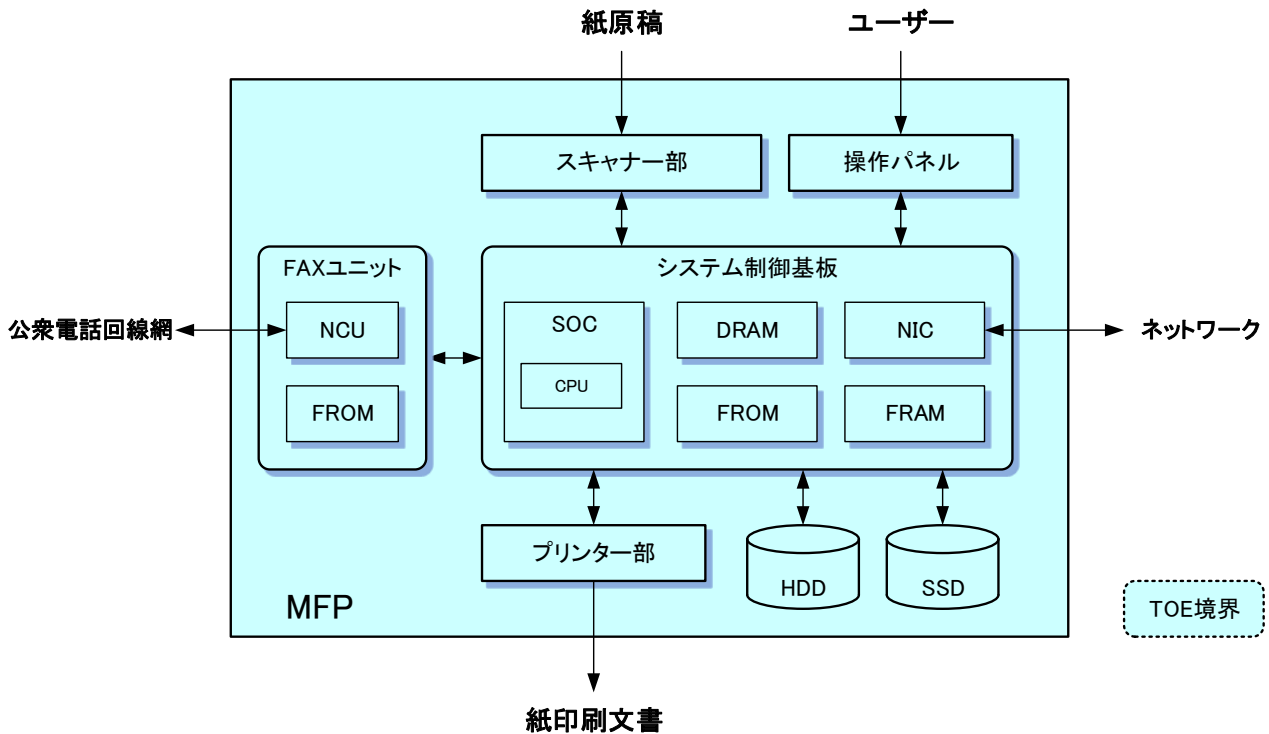 紙原稿
ユーザー
スキャナー部
操作パネル
FAXユニット
システム制御基板
公衆電話回線網
NCU
SOC
DRAM
NIC
ネットワーク
CPU
FROM
FROM
FRAM
プリンター部
HDD
SSD
MFP
TOE境界
紙印刷文書